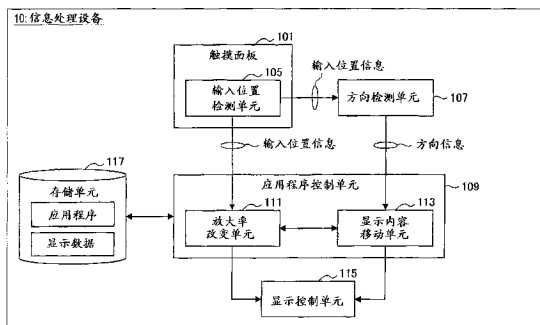 10:信息处理设备
101
触摸面板
105
输入位置
检测单元
输入位置信息
方向检测单元
107
输入位置信息
方向信息
117
存储单元
应用程序
显示数据
应用程序控制单元
109
111
放大率
改变单元
113
显示内容
移动单元
115
显示控制单元